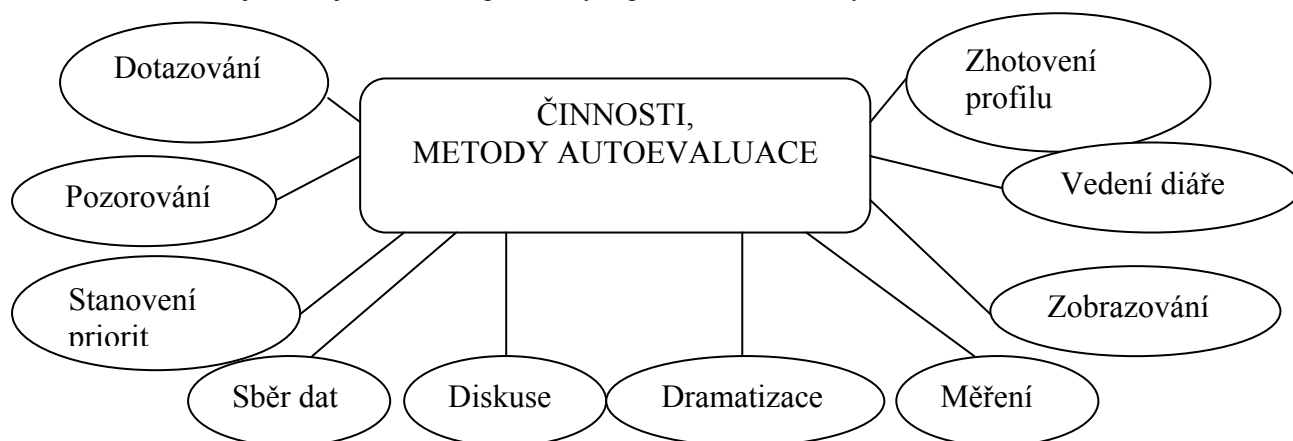 Dotazování
ČINNOSTI,
METODY AUTOEVALUACE
Zhotovení
profilu
Pozorování
Vedení diáře
Stanovení
priorit
Zobrazování
Sběr dat
Diskuse
Dramatizace
Měření